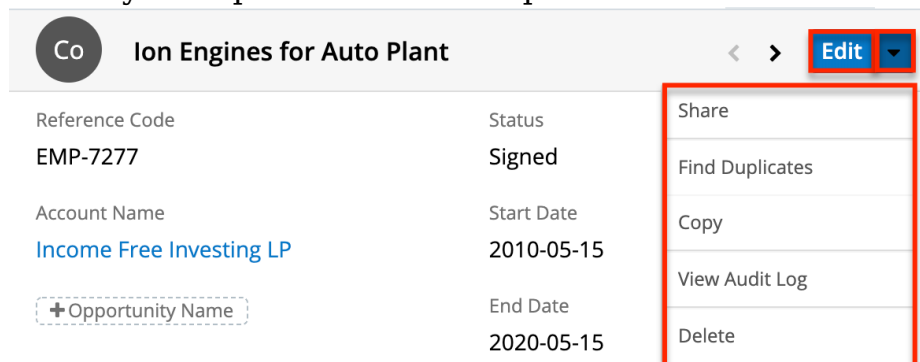 Co
Ion Engines for Auto Plant
Edit
Reference Code
EMP-7277
Status
Signed
Account Name
Income Free Investing LP
Start Date
2010-05-15
+Opportunity Name
End Date
2020-05-15
Share
Find Duplicates
Copy
View Audit Log
Delete